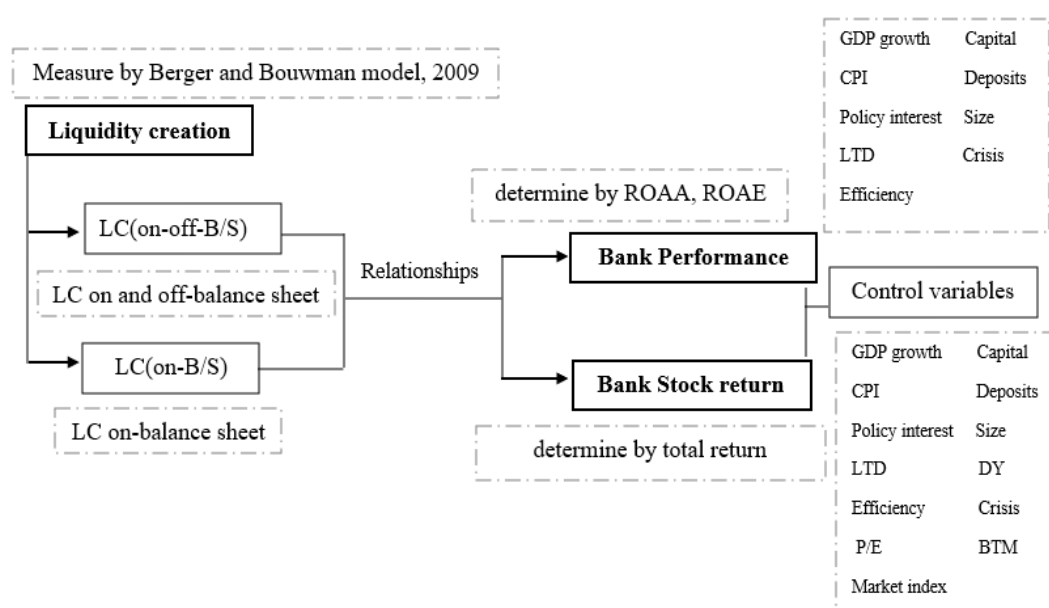 Measure by Berger and Bouwman model, 2009
Liquidity creation
LC(on-off-B/S)
LC on and off-balance sheet
LC(on-B/S)
LC on-balance sheet
Relationships
determine by ROAA, ROAE
Bank Performance
Bank Stock return
determine by total return
GDP growth Capital
CPI Deposits
Policy interest Size
LTD Crisis
Efficiency
Control variables
GDP growth Capital
CPI Deposits
Policy interest Size
LTD DY
Efficiency Crisis
P/E BTM
Market index